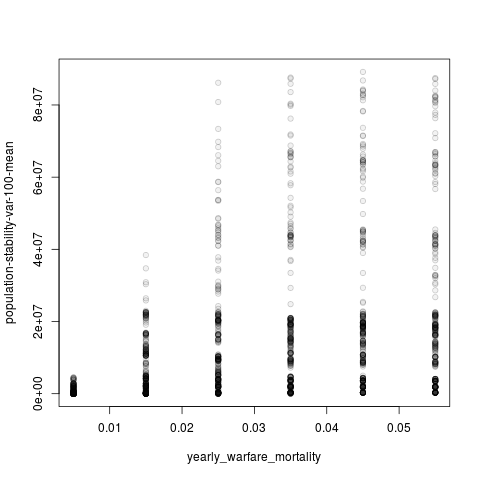 population-stability-var-100-mean
8e+07
6e+07
4e+07
2e+07
0e+00
0.01 0.02 0.03 0.04 0.05
yearly_warfare_mortality